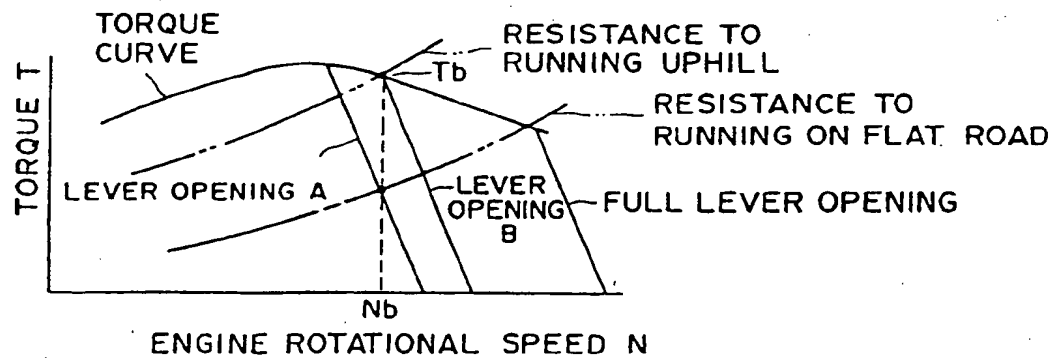 TORQUE
CURVE
RESISTANCE TO
RUNNING UPHILL
Tb
RESISTANCE TO
RUNNING ON FLAT ROAD
TORQUE T
LEVER OPENING A
LEVER
OPENING
B
FULL LEVER OPENING
Nb
ENGINE ROTATIONAL SPEED N